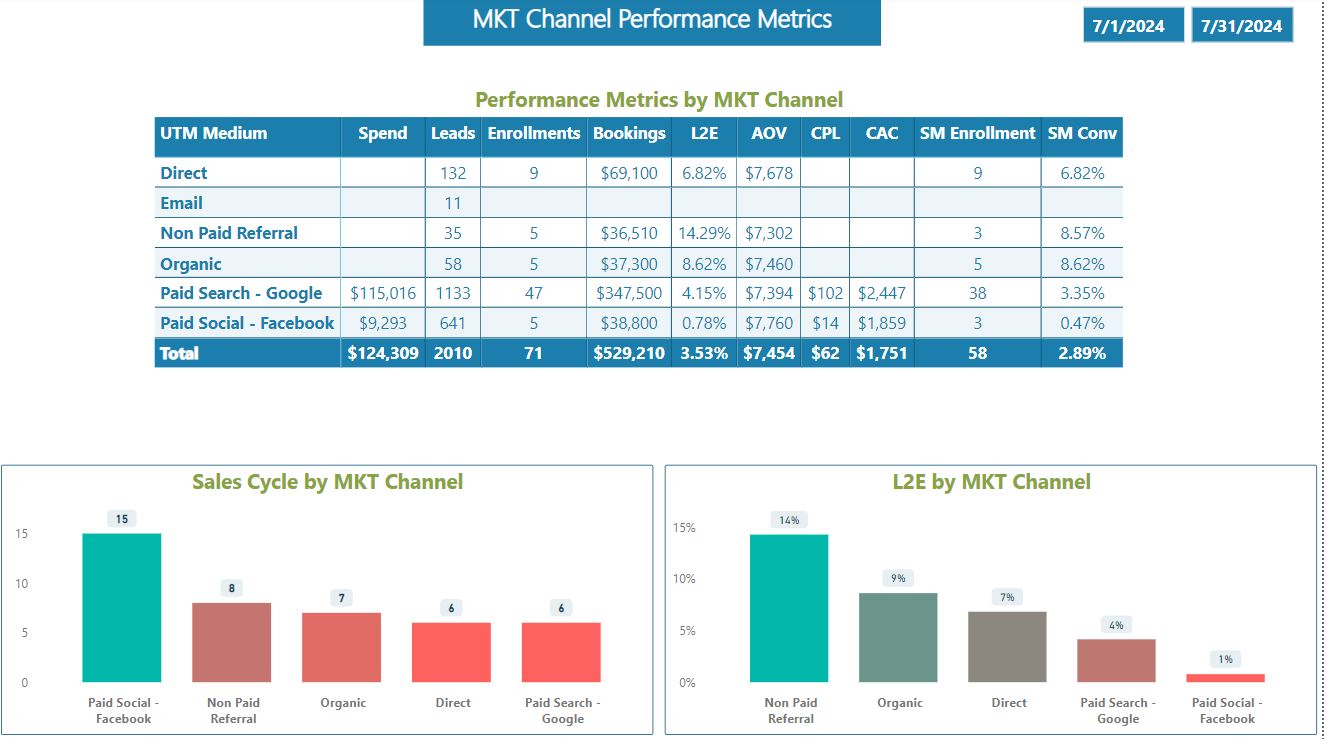 MKT Channel Performance Metrics
7/1/2024 7/31/2024
Performance Metrics by MKT Channel
UTM Medium Spend Leads Enrollments Bookings L2E AOV CPL CAC SM Enrollment SM Conv
Direct 132 9 $69,100 6.82% $7,678 9 6.82%
Email 11
Non Paid Referral 35 5 $36,510 14.29% $7,302 3 8.57%
Organic 58 5 $37,300 8.62% $7,460 5 8.62%
Paid Search - Google $115,016 1133 47 $347,500 4.15% $7,394 $102 $2,447 38 3.35%
Paid Social - Facebook $9,293 641 5 $38,800 0.78% $7,760 $14 $1,859 3 0.47%
Total $124,309 2010 71 $529,210 3.53% $7,454 $62 $1,751 58 2.89%
Sales Cycle by MKT Channel
15
15
10
5
0
8
7
6
6
Paid Social -
Facebook
Non Paid
Referral
Organic
Direct
Paid Search -
Google
L2E by MKT Channel
15%
10%
5%
0%
14%
9%
7%
4%
1%
Non Paid
Referral
Organic
Direct
Paid Search -
Google
Paid Social -
Facebook